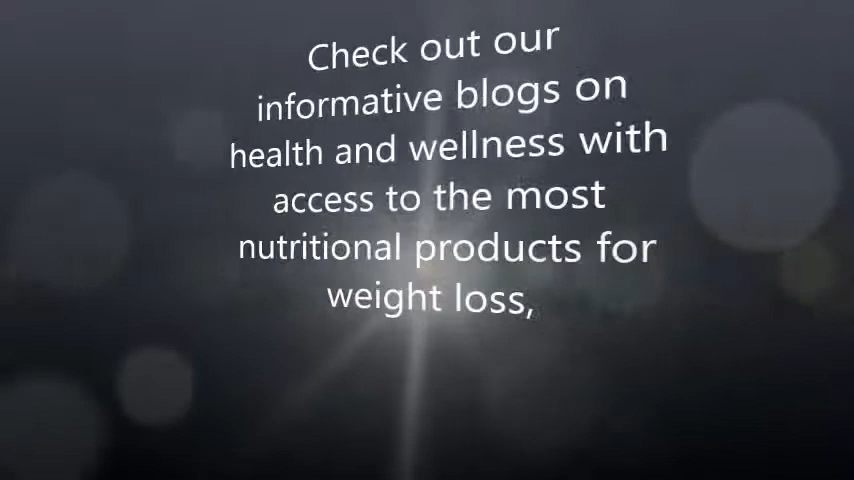 Check out our
informative blogs on
health and wellness with
access to the most
nutritional products for
weight loss,